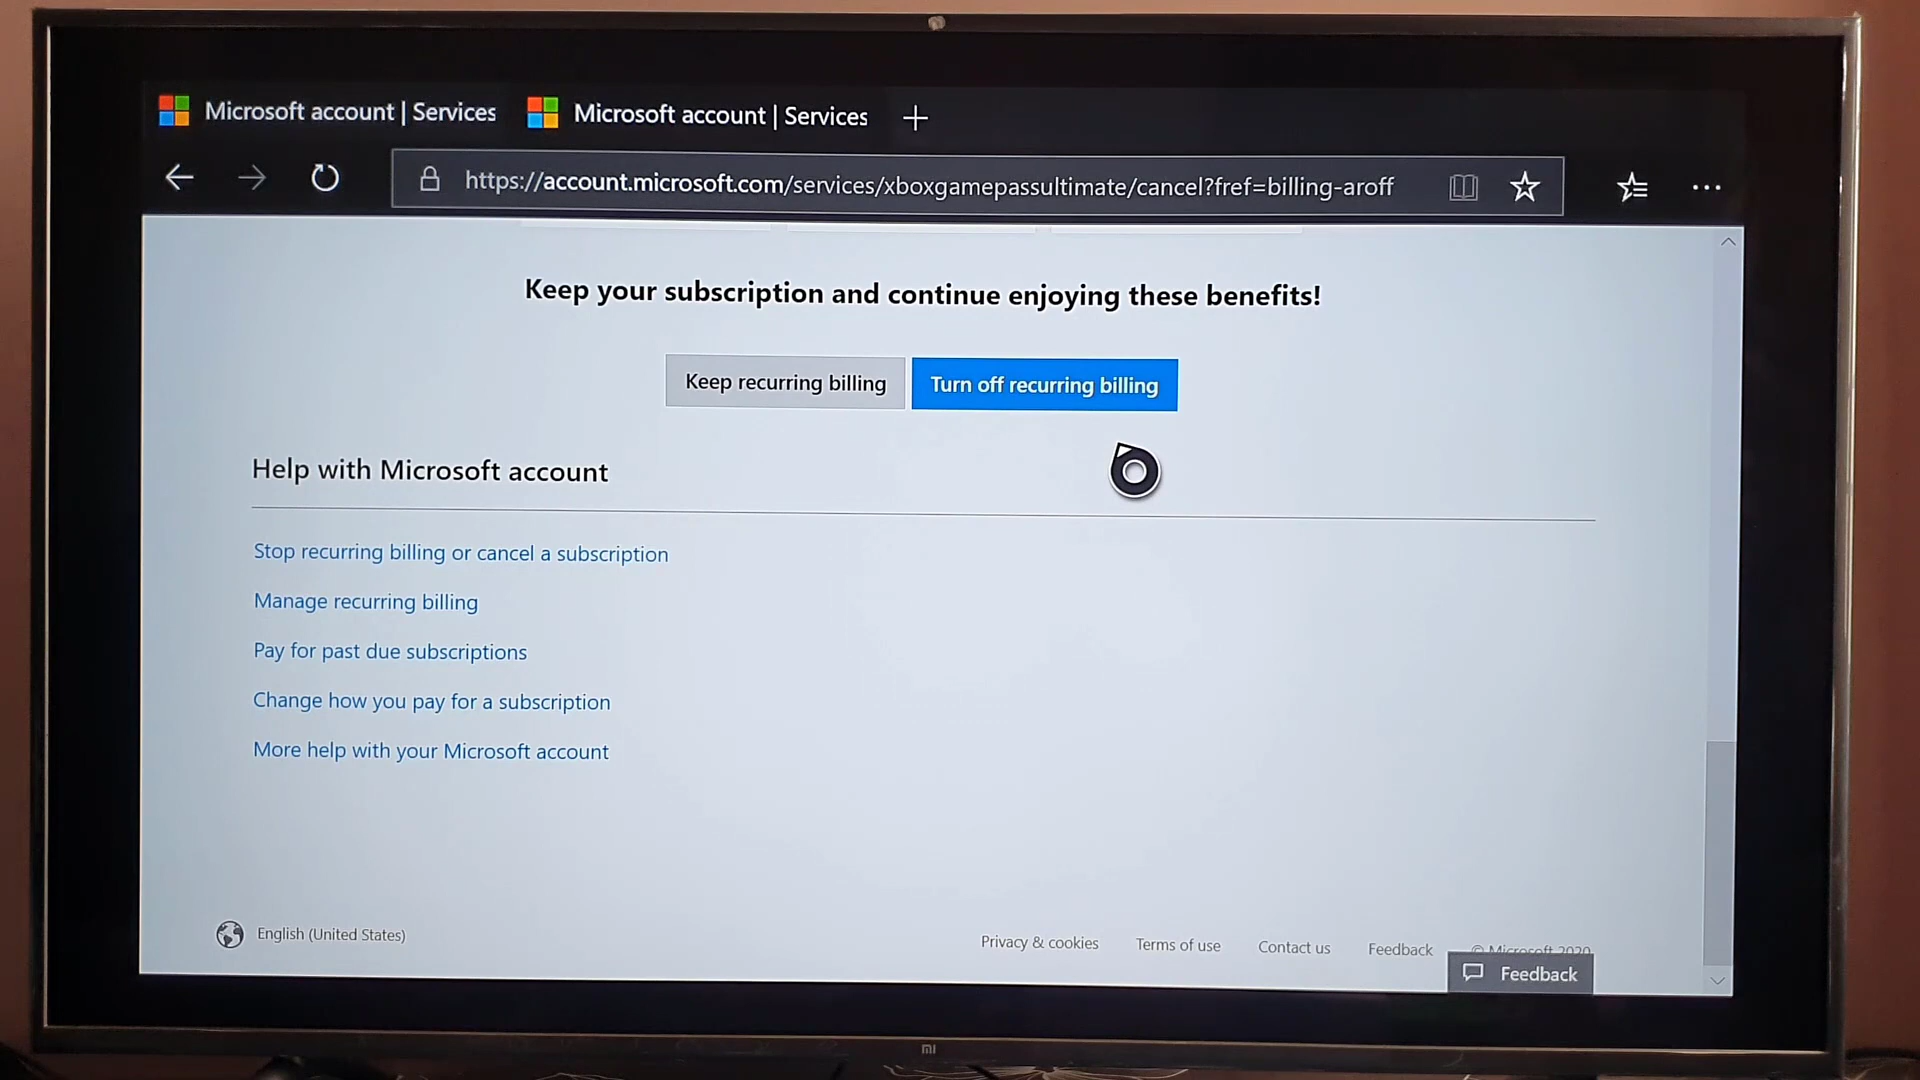 Microsoft account | Services
Microsoft account | Services
https://account.microsoft.com/services/xboxgamepassultimate/cancel?fref=billing-aroff
Keep your subscription and continue enjoying these benefits!
Keep recurring billing
Turn off recurring billing
Help with Microsoft account
Stop recurring billing or cancel a subscription
Manage recurring billing
Pay for past due subscriptions
Change how you pay for a subscription
More help with your Microsoft account
English (United States)
Privacy & cookies
Terms of use
Contact us
Feedback
© Microsoft 2020
Feedback
mi